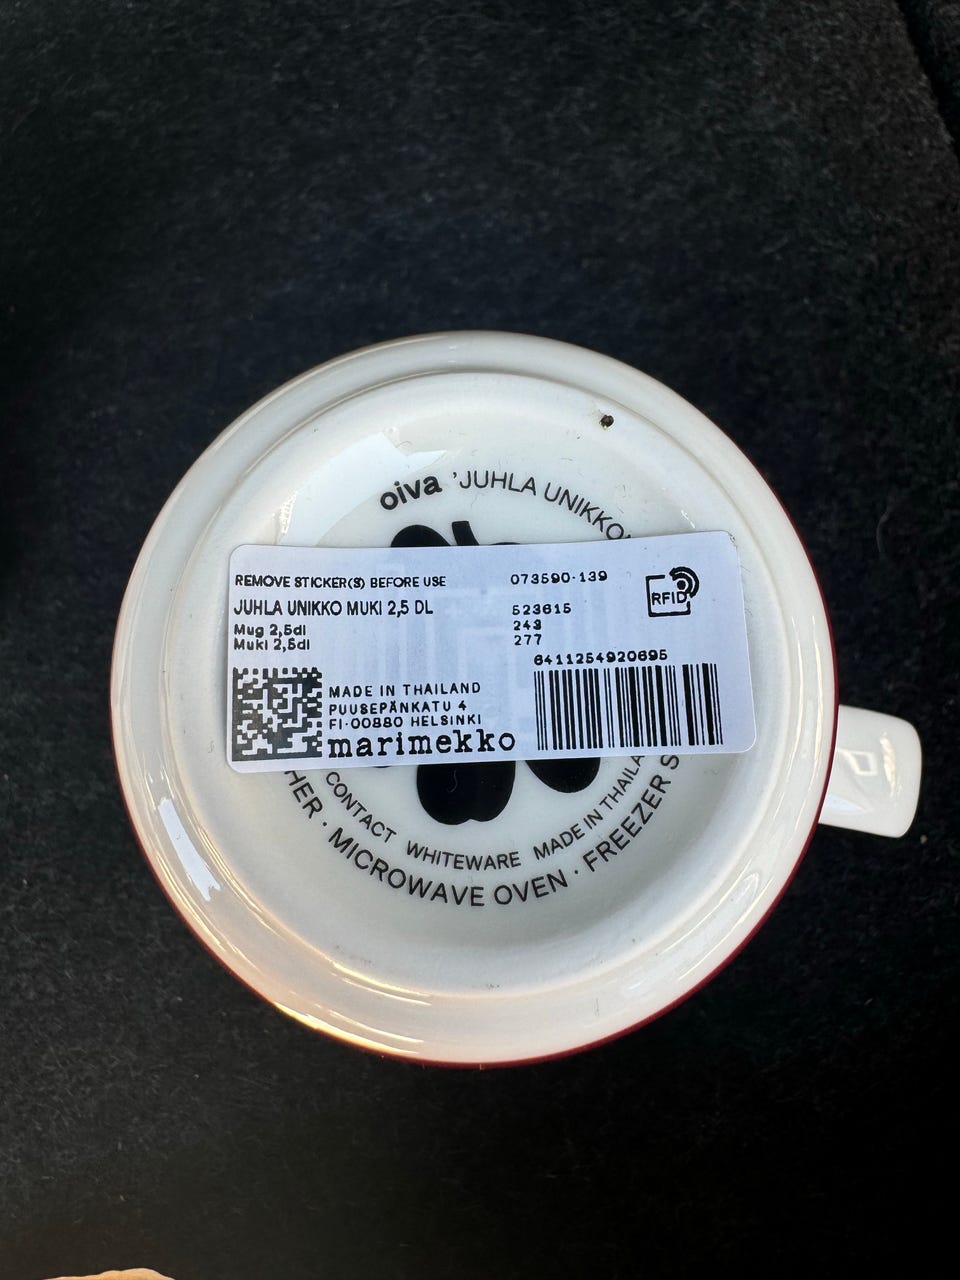 oiva 'JUHLA UNIKKO'
REMOVE STICKER(S) BEFORE USE 073590-139
JUHLA UNIKKO MUKI 2,5 DL 523615
Mug 2,5dl 243
Muki 2,5dl 277
RFID
6411254920695
MADE IN THAILAND
PUUSEPÄNKATU 4
FI-00880 HELSINKI
marimekko
CONTACT WHITEWARE MADE IN THAILA
HER · MICROWAVE OVEN · FREEZER S